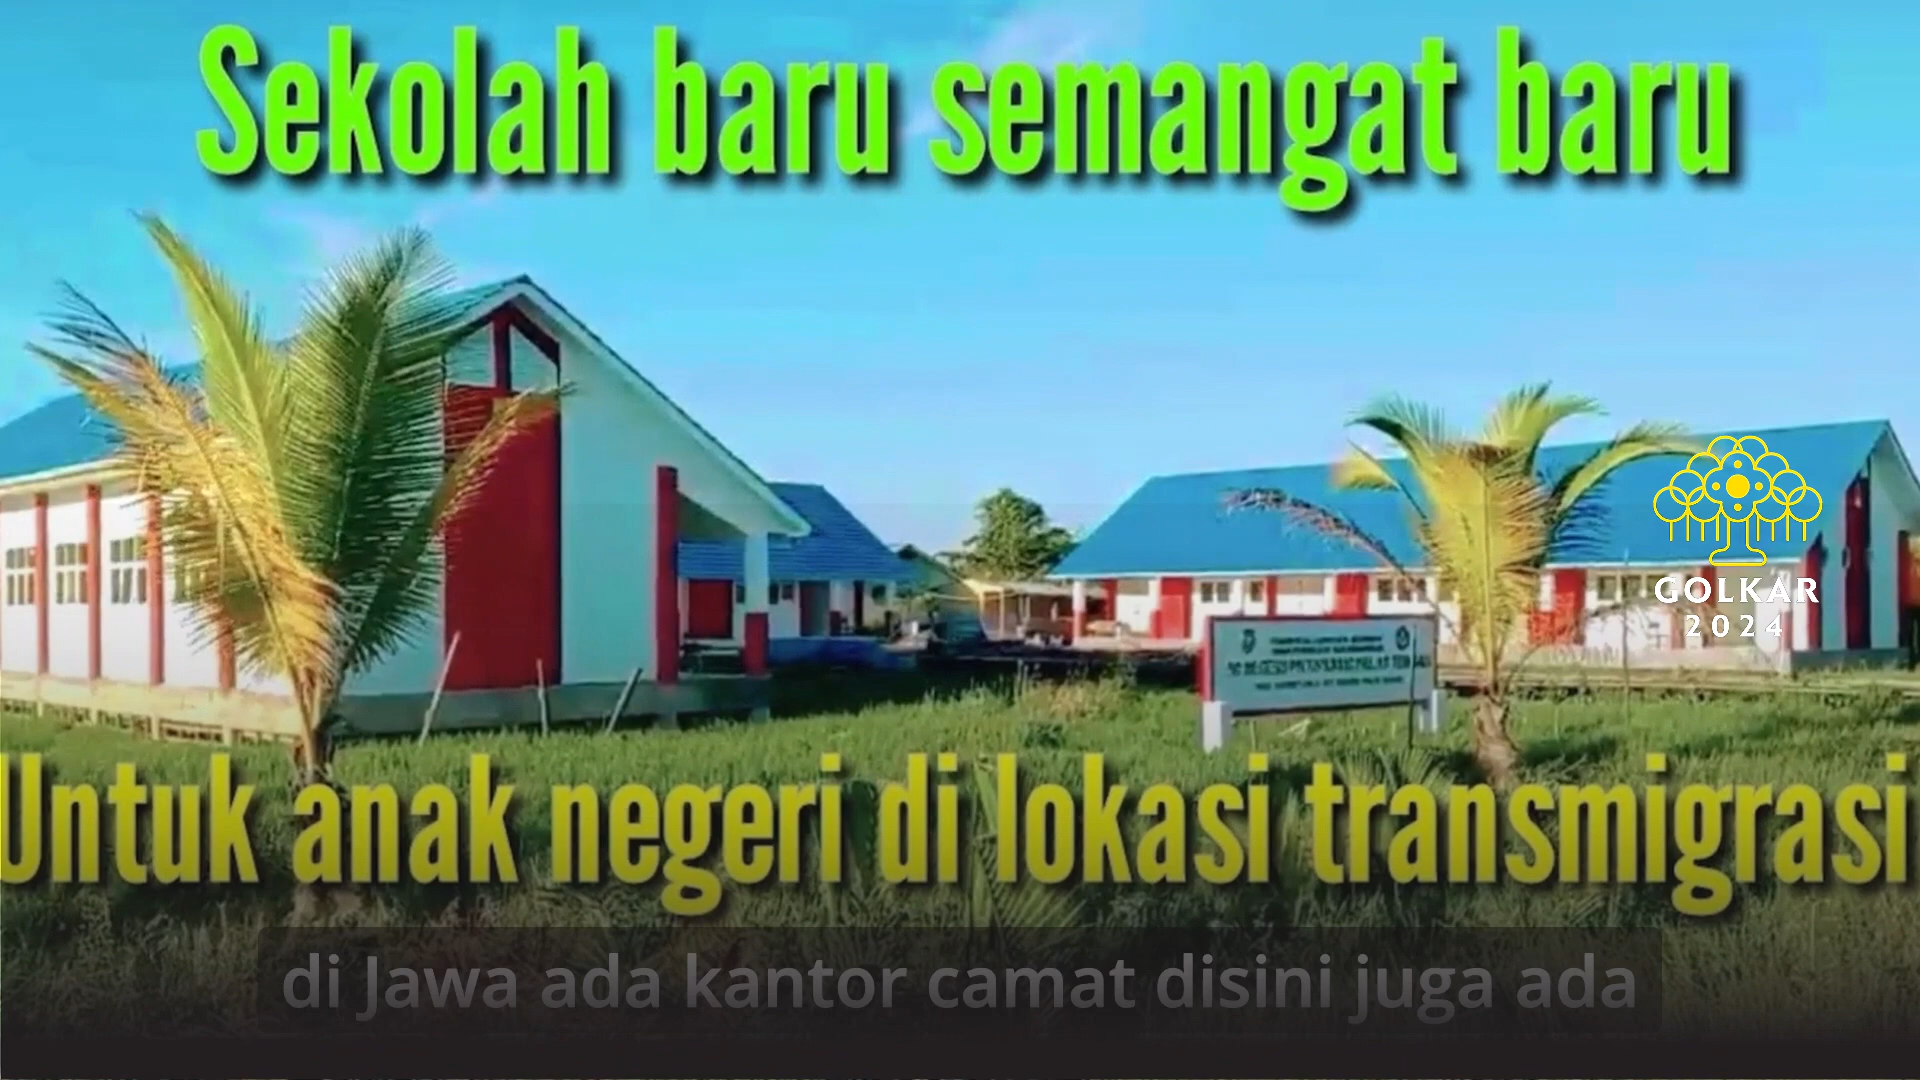 Sekolah baru semangat baru
GOLKAR
2024
Untuk anak negeri di lokasi transmigrasi
di Jawa ada kantor camat disini juga ada